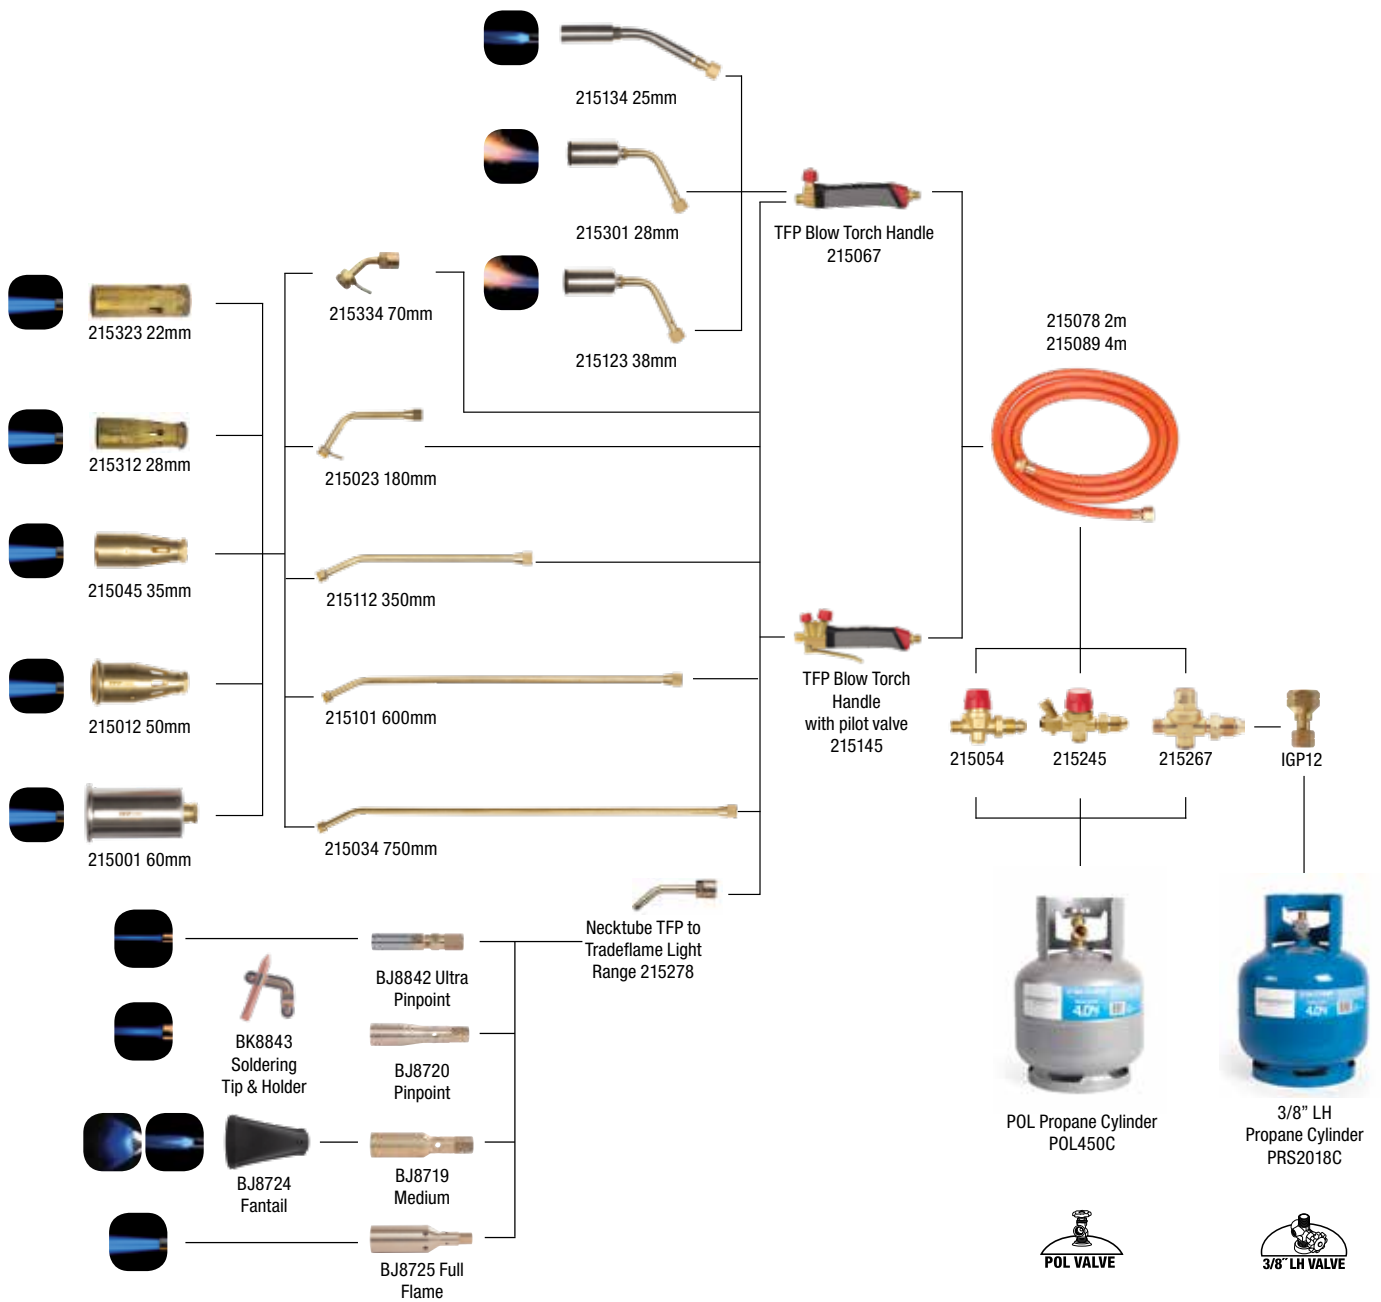 215134 25mm
215301 28mm
TFP Blow Torch Handle
215067
215334 70mm
215323 22mm
215123 38mm
215078 2m
215089 4m
215312 28mm
215023 180mm
215045 35mm
215112 350mm
215012 50mm
215101 600mm
TFP Blow Torch
Handle
with pilot valve
215145
215054
215245
215267
IGP12
215001 60mm
215034 750mm
Necktube TFP to
Tradeflame Light
Range 215278
BJ8842 Ultra
Pinpoint
BK8843
Soldering
Tip & Holder
BJ8720
Pinpoint
BJ8724
Fantail
BJ8719
Medium
BJ8725 Full
Flame
4.0
4.0
POL Propane Cylinder
POL450C
3/8” LH
Propane Cylinder
PRS2018C
POL VALVE
3/8˝ LH VALVE